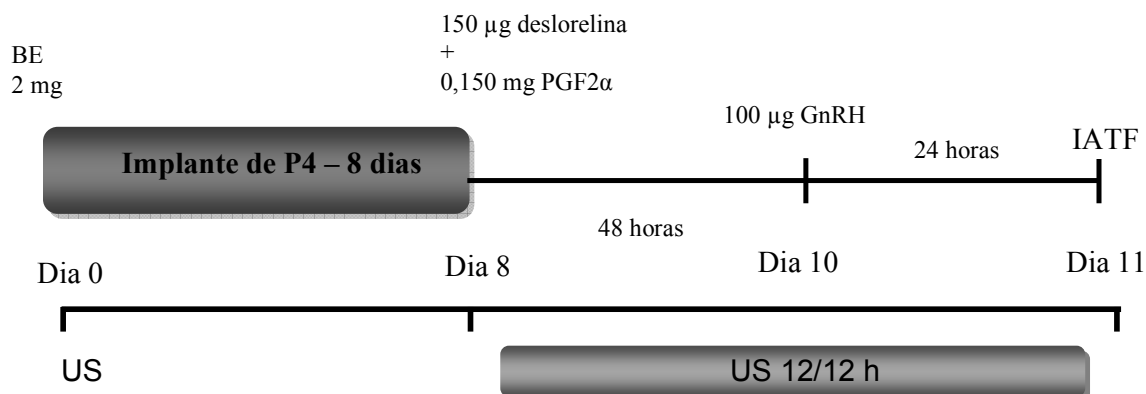 BE
2 mg
150 µg deslorelina
+
0,150 mg PGF2α
100 µg GnRH
24 horas
IATF
Implante de P4 – 8 dias
48 horas
Dia 0
Dia 8
Dia 10
Dia 11
US
US 12/12 h